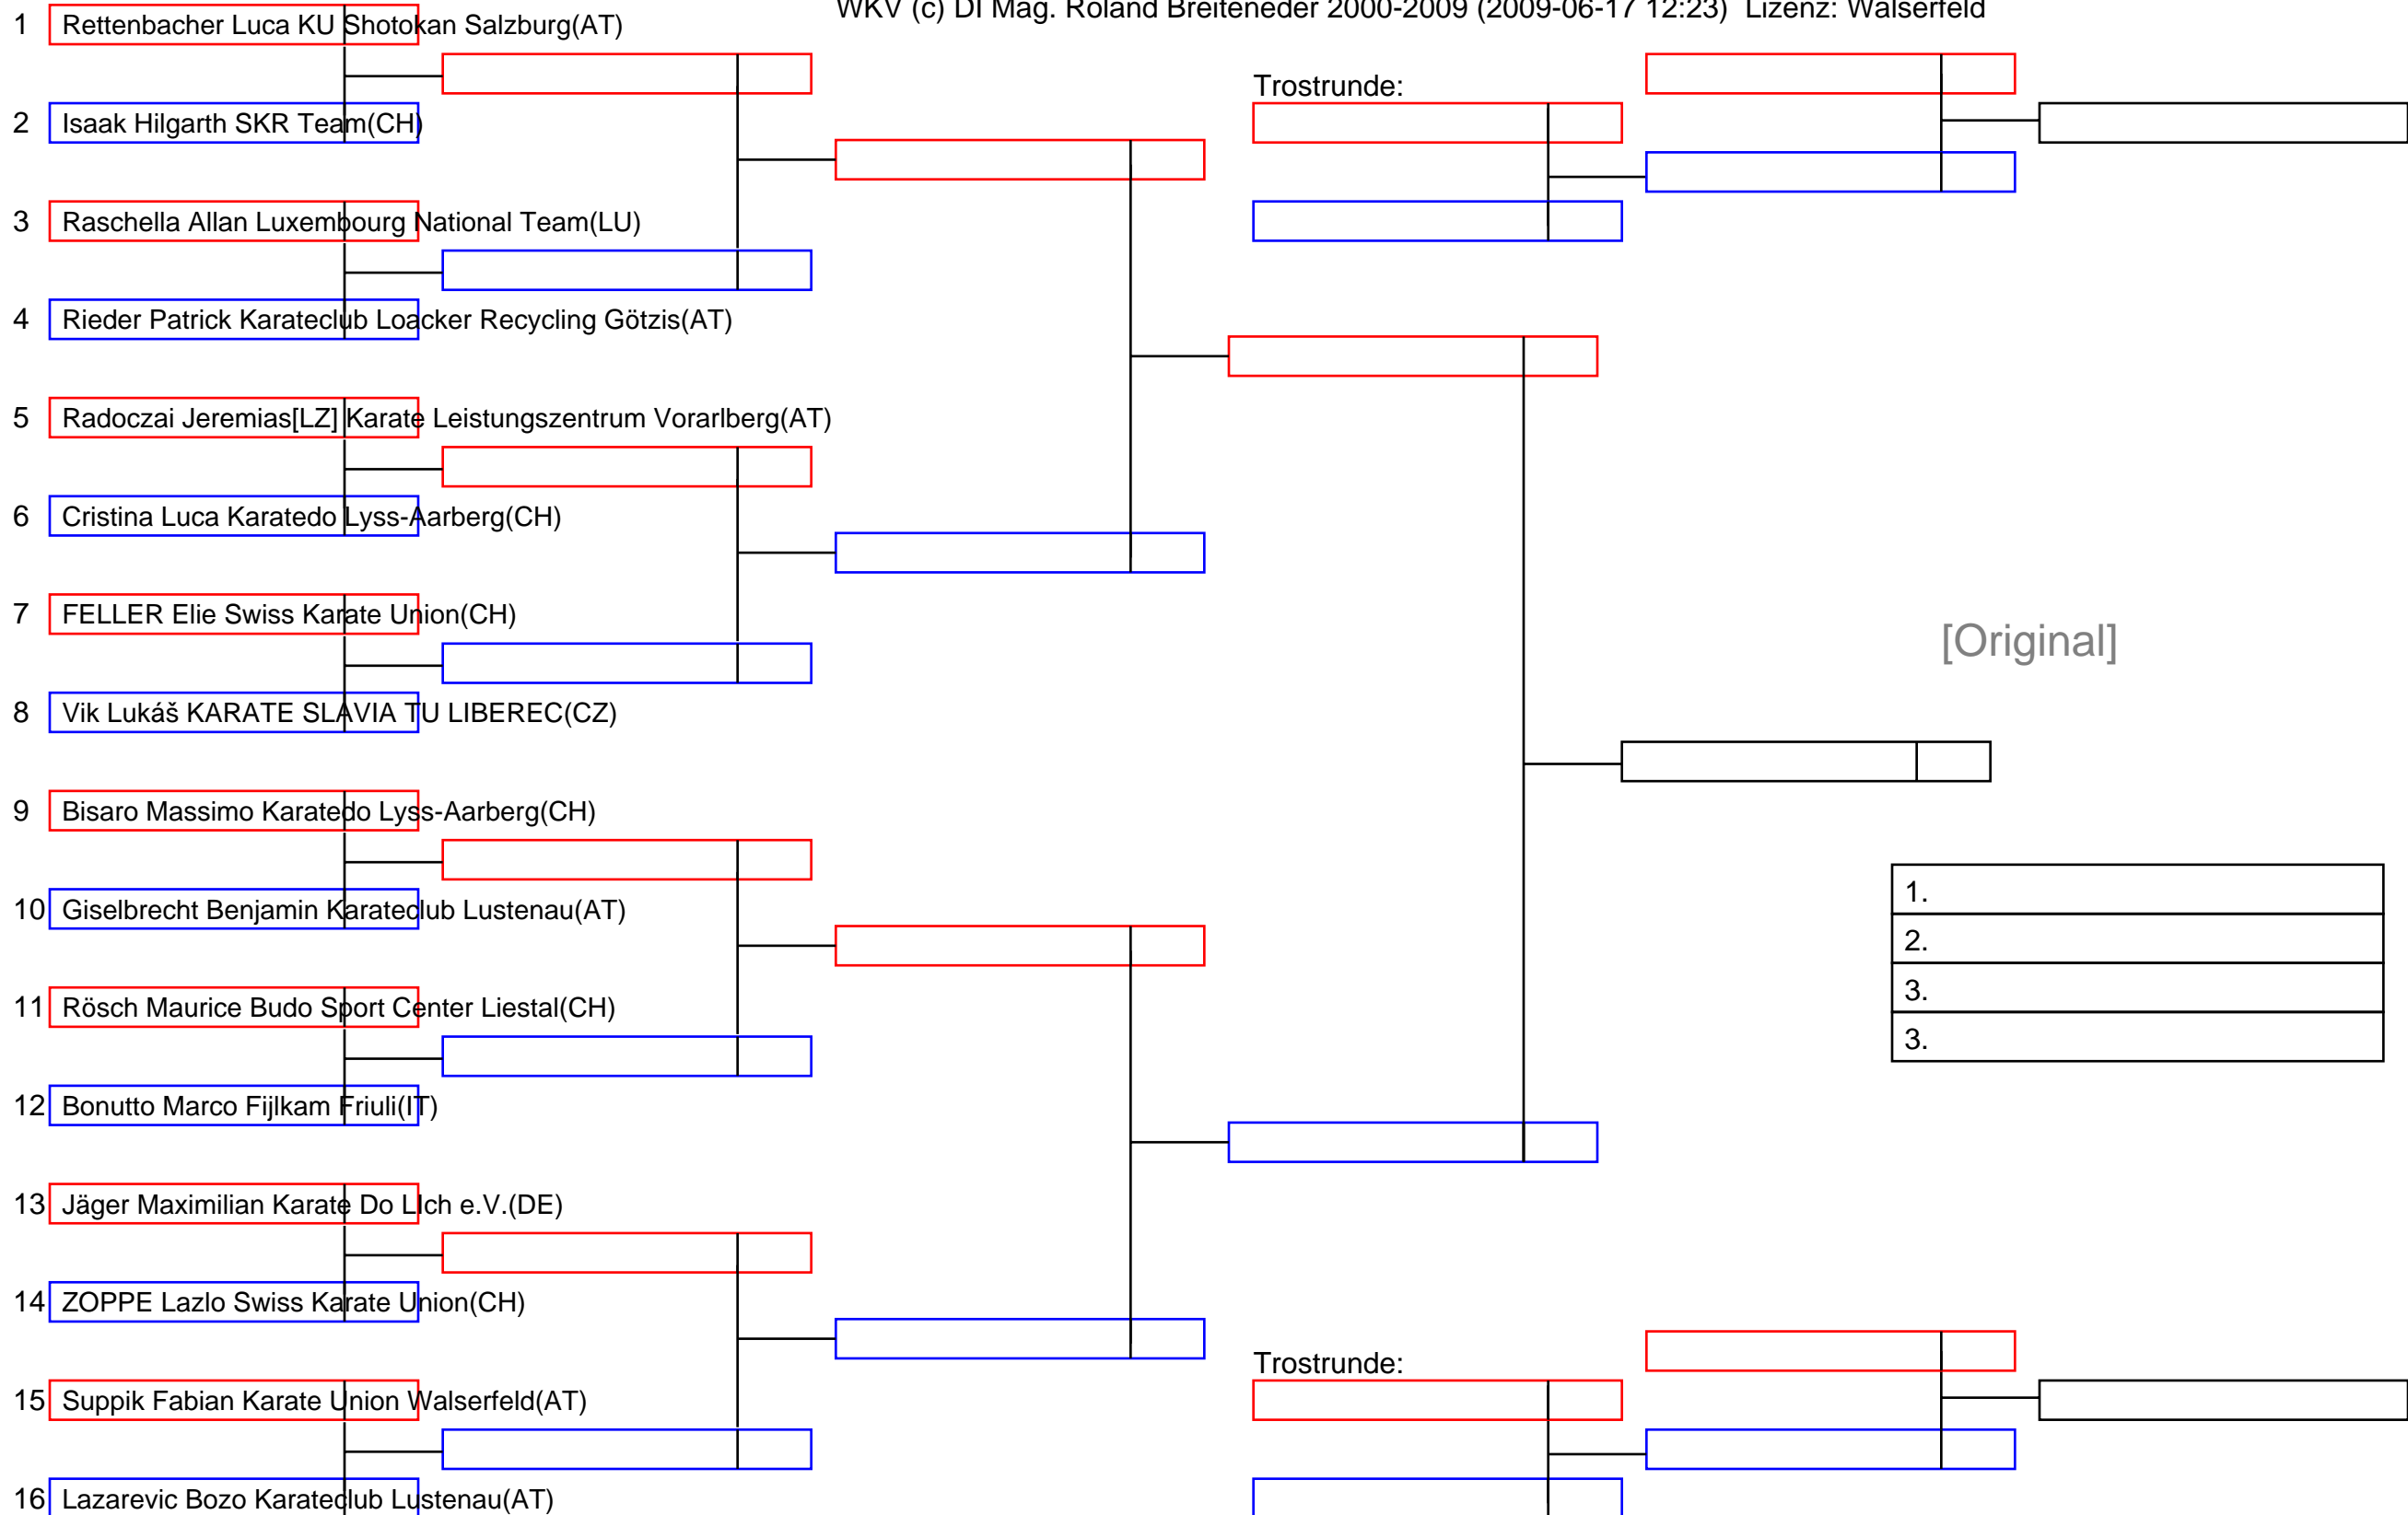 WKV (c) DI Mag. Roland Breiteneder 2000-2009 (2009-06-17 12:23) Lizenz: Walserfeld
1 Rettenbacher Luca KU Shotokan Salzburg(AT)
Trostrunde:
2 Isaak Hilgarth SKR Team(CH)
3 Raschella Allan Luxembourg National Team(LU)
4 Rieder Patrick Karateclub Loacker Recycling Götzis(AT)
5 Radoczai Jeremias[LZ] Karate Leistungszentrum Vorarlberg(AT)
6 Cristina Luca Karatedo Lyss-Aarberg(CH)
7 FELLER Elie Swiss Karate Union(CH)
[Original]
8 Vik Lukáš KARATE SLAVIA TU LIBEREC(CZ)
9 Bisaro Massimo Karatedo Lyss-Aarberg(CH)
1.
10 Giselbrecht Benjamin Karateclub Lustenau(AT)
2.
3.
11 Rösch Maurice Budo Sport Center Liestal(CH)
3.
12 Bonutto Marco Fijlkam Friuli(IT)
13 Jäger Maximilian Karate Do LIch e.V.(DE)
14 ZOPPE Lazlo Swiss Karate Union(CH)
Trostrunde:
15 Suppik Fabian Karate Union Walserfeld(AT)
16 Lazarevic Bozo Karateclub Lustenau(AT)